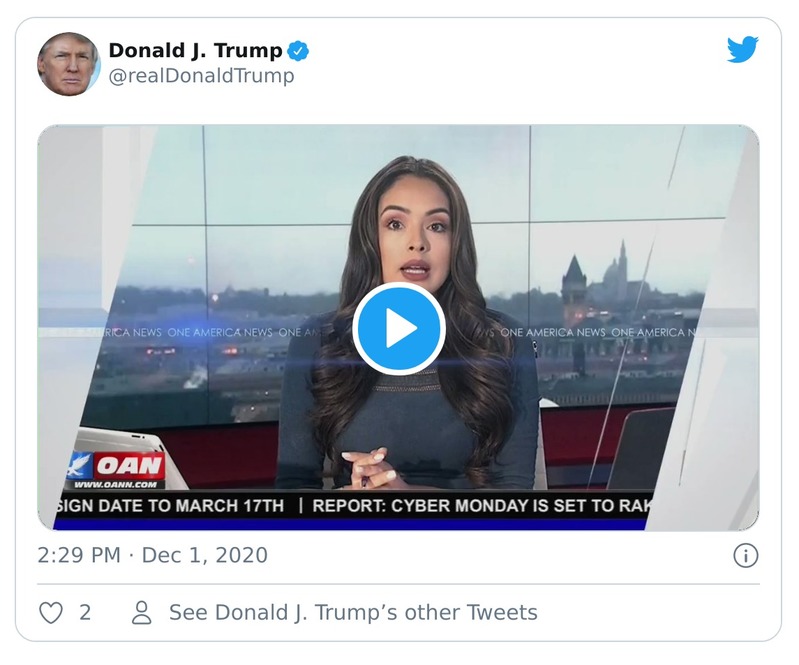 Donald J. Trump
@realDonaldTrump
RICA NEWS ONE AMERICA NEWS ONE AM
ONE AMERICA NEWS ONE AMERICA N
OAN
WWW.OANN.COM
SIGN DATE TO MARCH 17TH | REPORT: CYBER MONDAY IS SET TO RAK
2:29 PM · Dec 1, 2020
2
See Donald J. Trump’s other Tweets